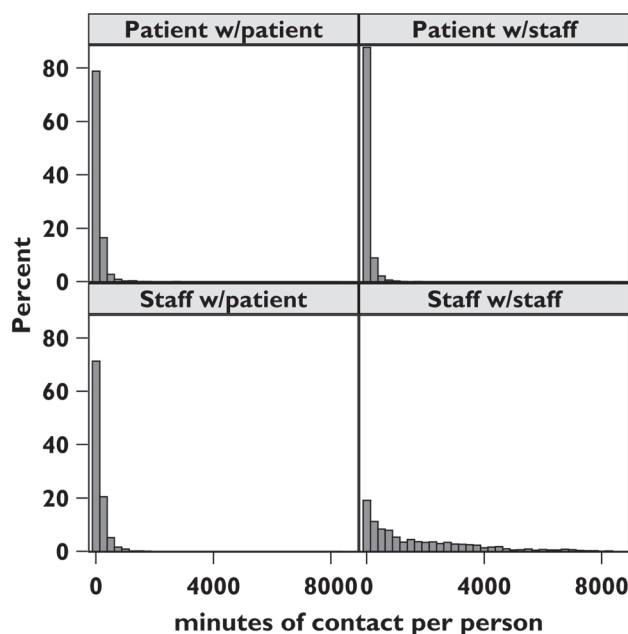 Patient w/patient
Patient w/staff
80
60
40
20
0
Percent
Staff w/patient
Staff w/staff
80
60
40
20
0
0
4000
8000
0
4000
8000
minutes of contact per person